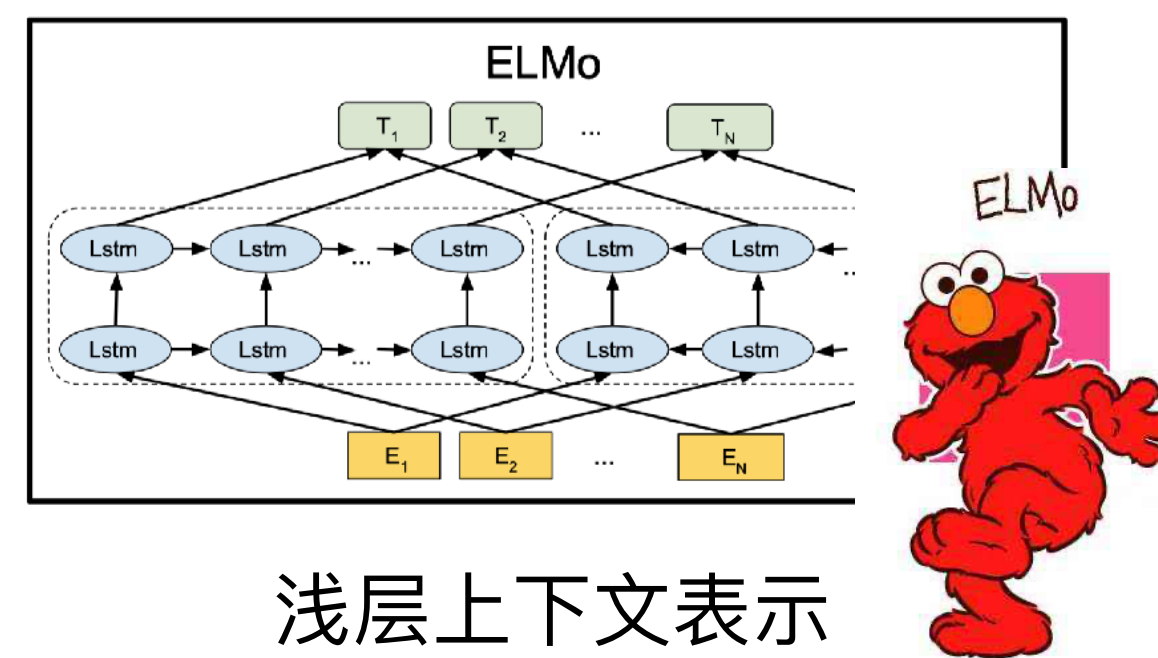 ELMo
T1 T2 ... TN
ELMo
Lstm Lstm ... Lstm Lstm Lstm ...
Lstm Lstm ... Lstm Lstm Lstm
E1 E2 ... EN
浅层上下文表示